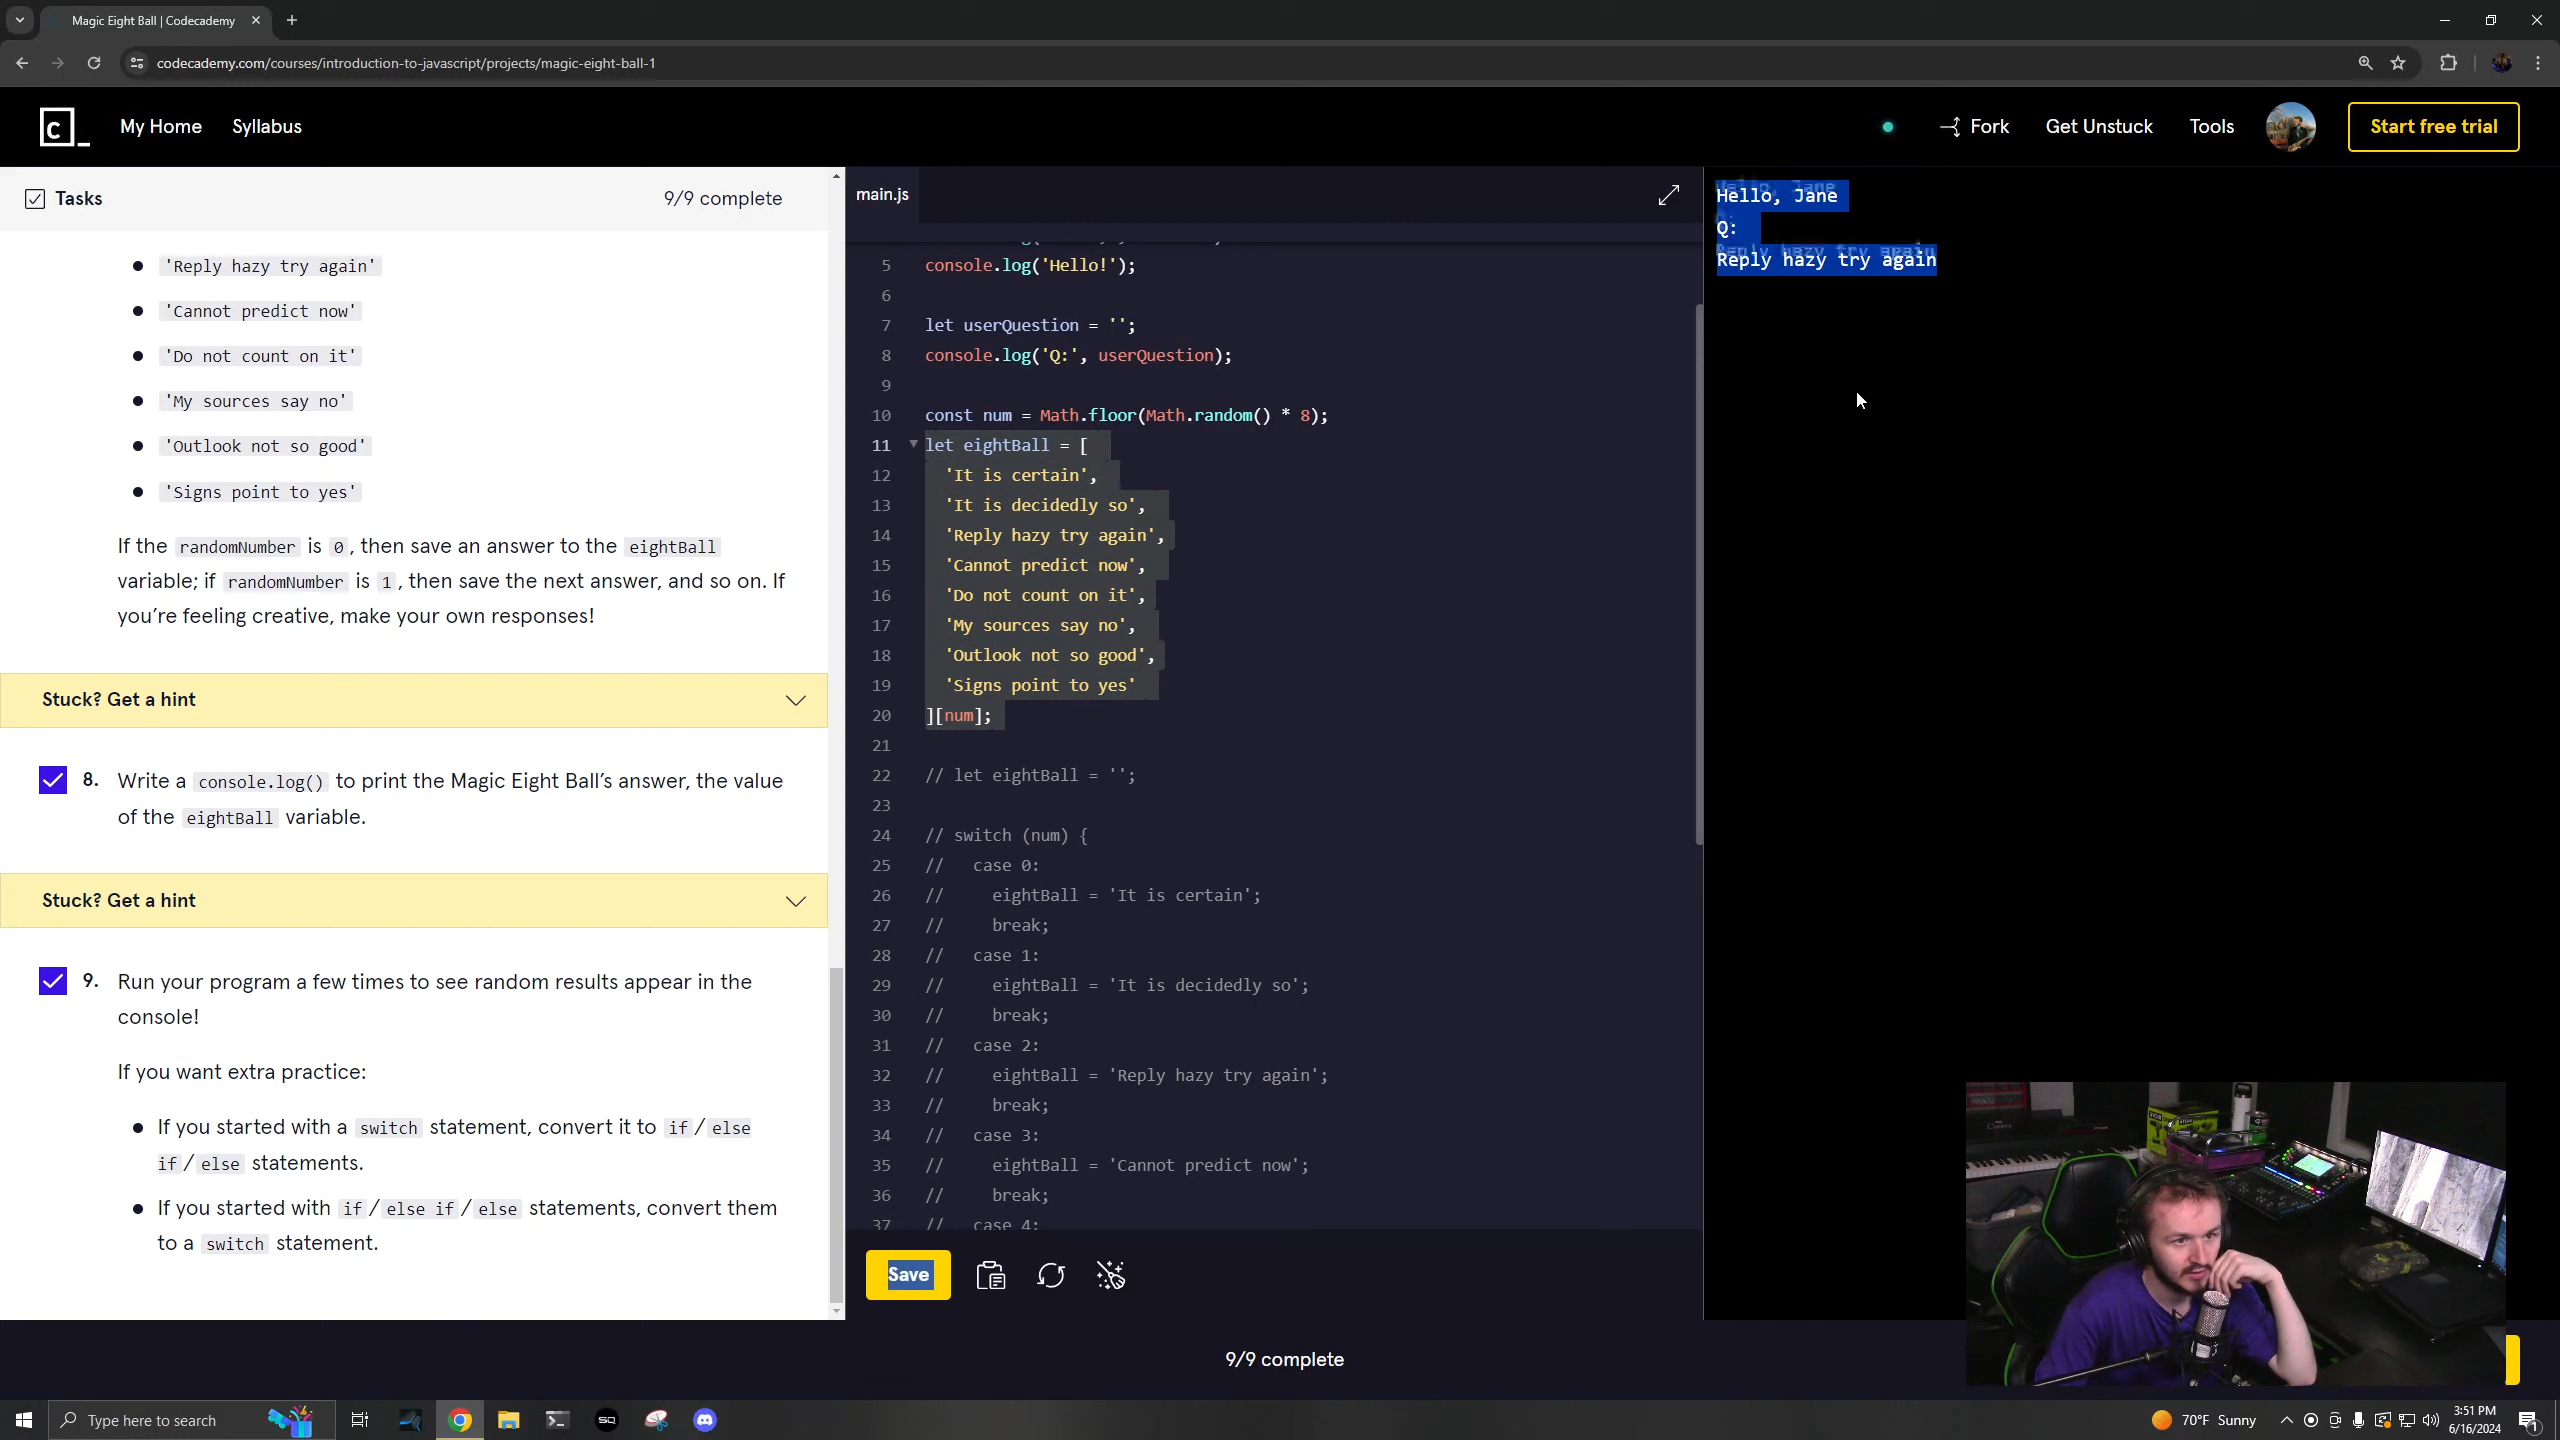 Magic Eight Ball | Codecademy
codecademy.com/courses/introduction-to-javascript/projects/magic-eight-ball-1
c_
My Home
Syllabus
Fork
Get Unstuck
Tools
Start free trial
Tasks
9/9 complete
'Reply hazy try again'
'Cannot predict now'
'Do not count on it'
'My sources say no'
'Outlook not so good'
'Signs point to yes'
If the randomNumber is 0, then save an answer to the eightBall
variable; if randomNumber is 1, then save the next answer, and so on. If
you're feeling creative, make your own responses!
Stuck? Get a hint
8. Write a console.log() to print the Magic Eight Ball's answer, the value
of the eightBall variable.
Stuck? Get a hint
9. Run your program a few times to see random results appear in the
console!
If you want extra practice:
If you started with a switch statement, convert it to if/else
if/else statements.
If you started with if/else if/else statements, convert them
to a switch statement.
main.js
5 console.log('Hello!');
6
7 let userQuestion = '';
8 console.log('Q:', userQuestion);
9
10 const num = Math.floor(Math.random() * 8);
11 let eightBall = [
12 'It is certain',
13 'It is decidedly so',
14 'Reply hazy try again',
15 'Cannot predict now',
16 'Do not count on it',
17 'My sources say no',
18 'Outlook not so good',
19 'Signs point to yes'
20 ][num];
21
22 // let eightBall = '';
23
24 // switch (num) {
25 // case 0:
26 // eightBall = 'It is certain';
27 // break;
28 // case 1:
29 // eightBall = 'It is decidedly so';
30 // break;
31 // case 2:
32 // eightBall = 'Reply hazy try again';
33 // break;
34 // case 3:
35 // eightBall = 'Cannot predict now';
36 // break;
37 // case 4:
Save
Hello, Jane
Q:
Reply hazy try again
9/9 complete
Type here to search
SQ
70°F Sunny
3:51 PM
6/16/2024
1